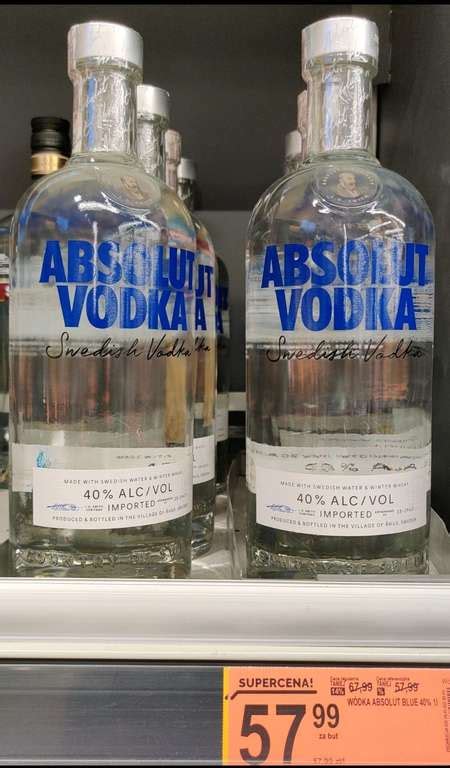 ABSOLUT
VODKA
Swedish Vodka
MADE WITH SWEDISH WATER & WINTER WHEAT
40% ALC/VOL
IMPORTED
PRODUCED & BOTTLED IN THE VILLAGE OF ÅHUS, SWEDEN
UT
A
ABSOLUT
VODKA
Swedish Vodka
MADE WITH SWEDISH WATER & WINTER WHEAT
40% ALC/VOL
IMPORTED
PRODUCED & BOTTLED IN THE VILLAGE OF ÅHUS, SWEDEN
SUPERCENA!
TANIEJ 14% 67,99 57,99
WÓDKA ABSOLUT BLUE 40% 1l
57 99
za but